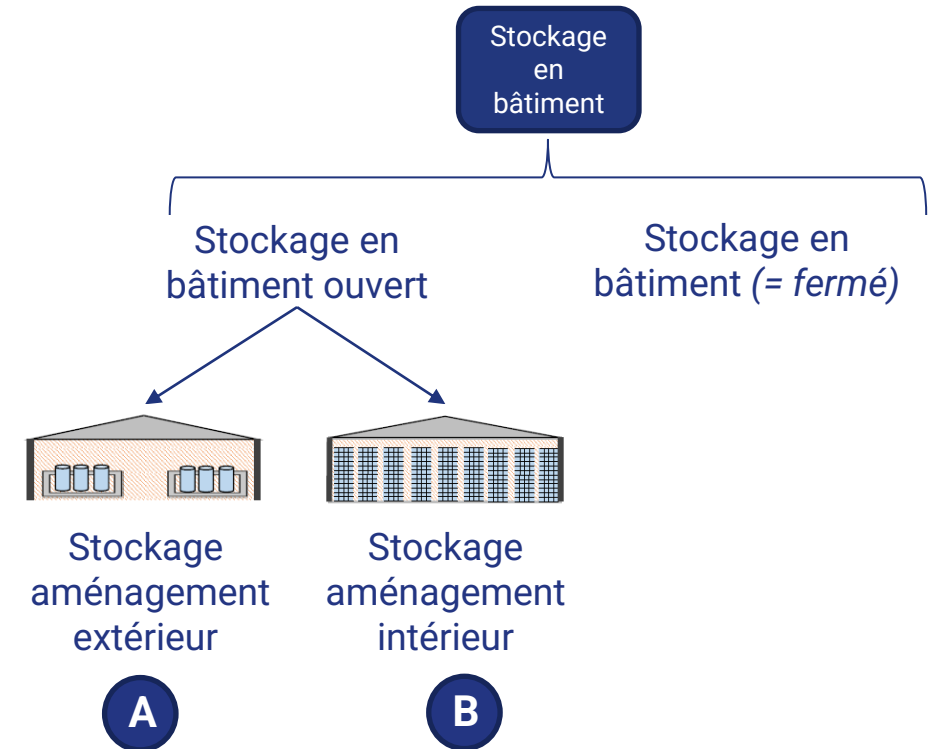 Stockage
en
bâtiment
Stockage en
bâtiment ouvert
Stockage en
bâtiment (= fermé)
Stockage
aménagement
extérieur
Stockage
aménagement
intérieur
A
B